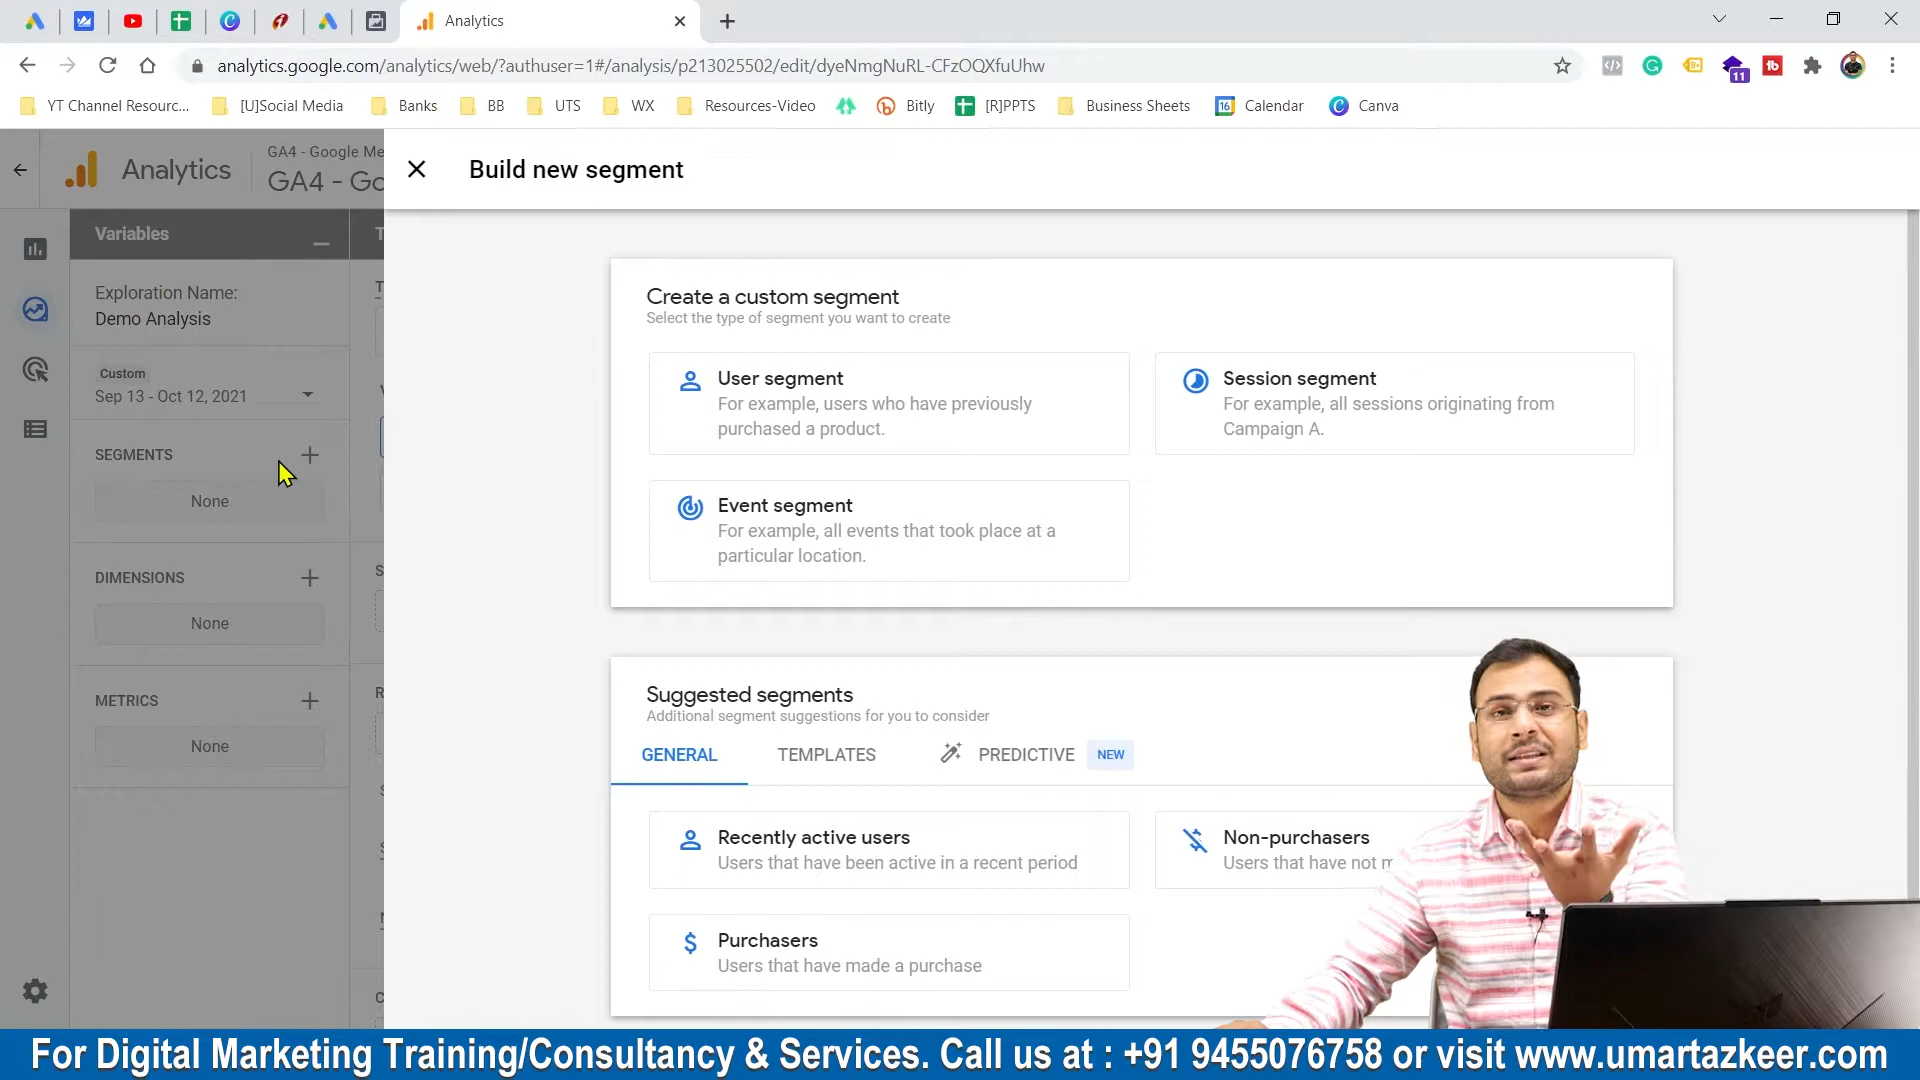 Analytics
analytics.google.com/analytics/web/?authuser=1#/analysis/p213025502/edit/dyeNmgNuRL-CFzOQXfuUhw
11
YT Channel Resourc...
[U]Social Media
Banks
BB
UTS
WX
Resources-Video
Bitly
[R]PPTS
Business Sheets
16
Calendar
Canva
Analytics
GA4 - Google Me
GA4 - Go
Build new segment
Variables
T
Exploration Name:
Demo Analysis
Custom
Sep 13 - Oct 12, 2021
SEGMENTS
None
DIMENSIONS
None
METRICS
None
Create a custom segment
Select the type of segment you want to create
User segment
For example, users who have previously
purchased a product.
Session segment
For example, all sessions originating from
Campaign A.
Event segment
For example, all events that took place at a
particular location.
Suggested segments
Additional segment suggestions for you to consider
GENERAL
TEMPLATES
PREDICTIVE
NEW
Recently active users
Users that have been active in a recent period
Non-purchasers
Users that have not m
Purchasers
Users that have made a purchase
For Digital Marketing Training/Consultancy & Services. Call us at : +91 9455076758 or visit www.umartazkeer.com